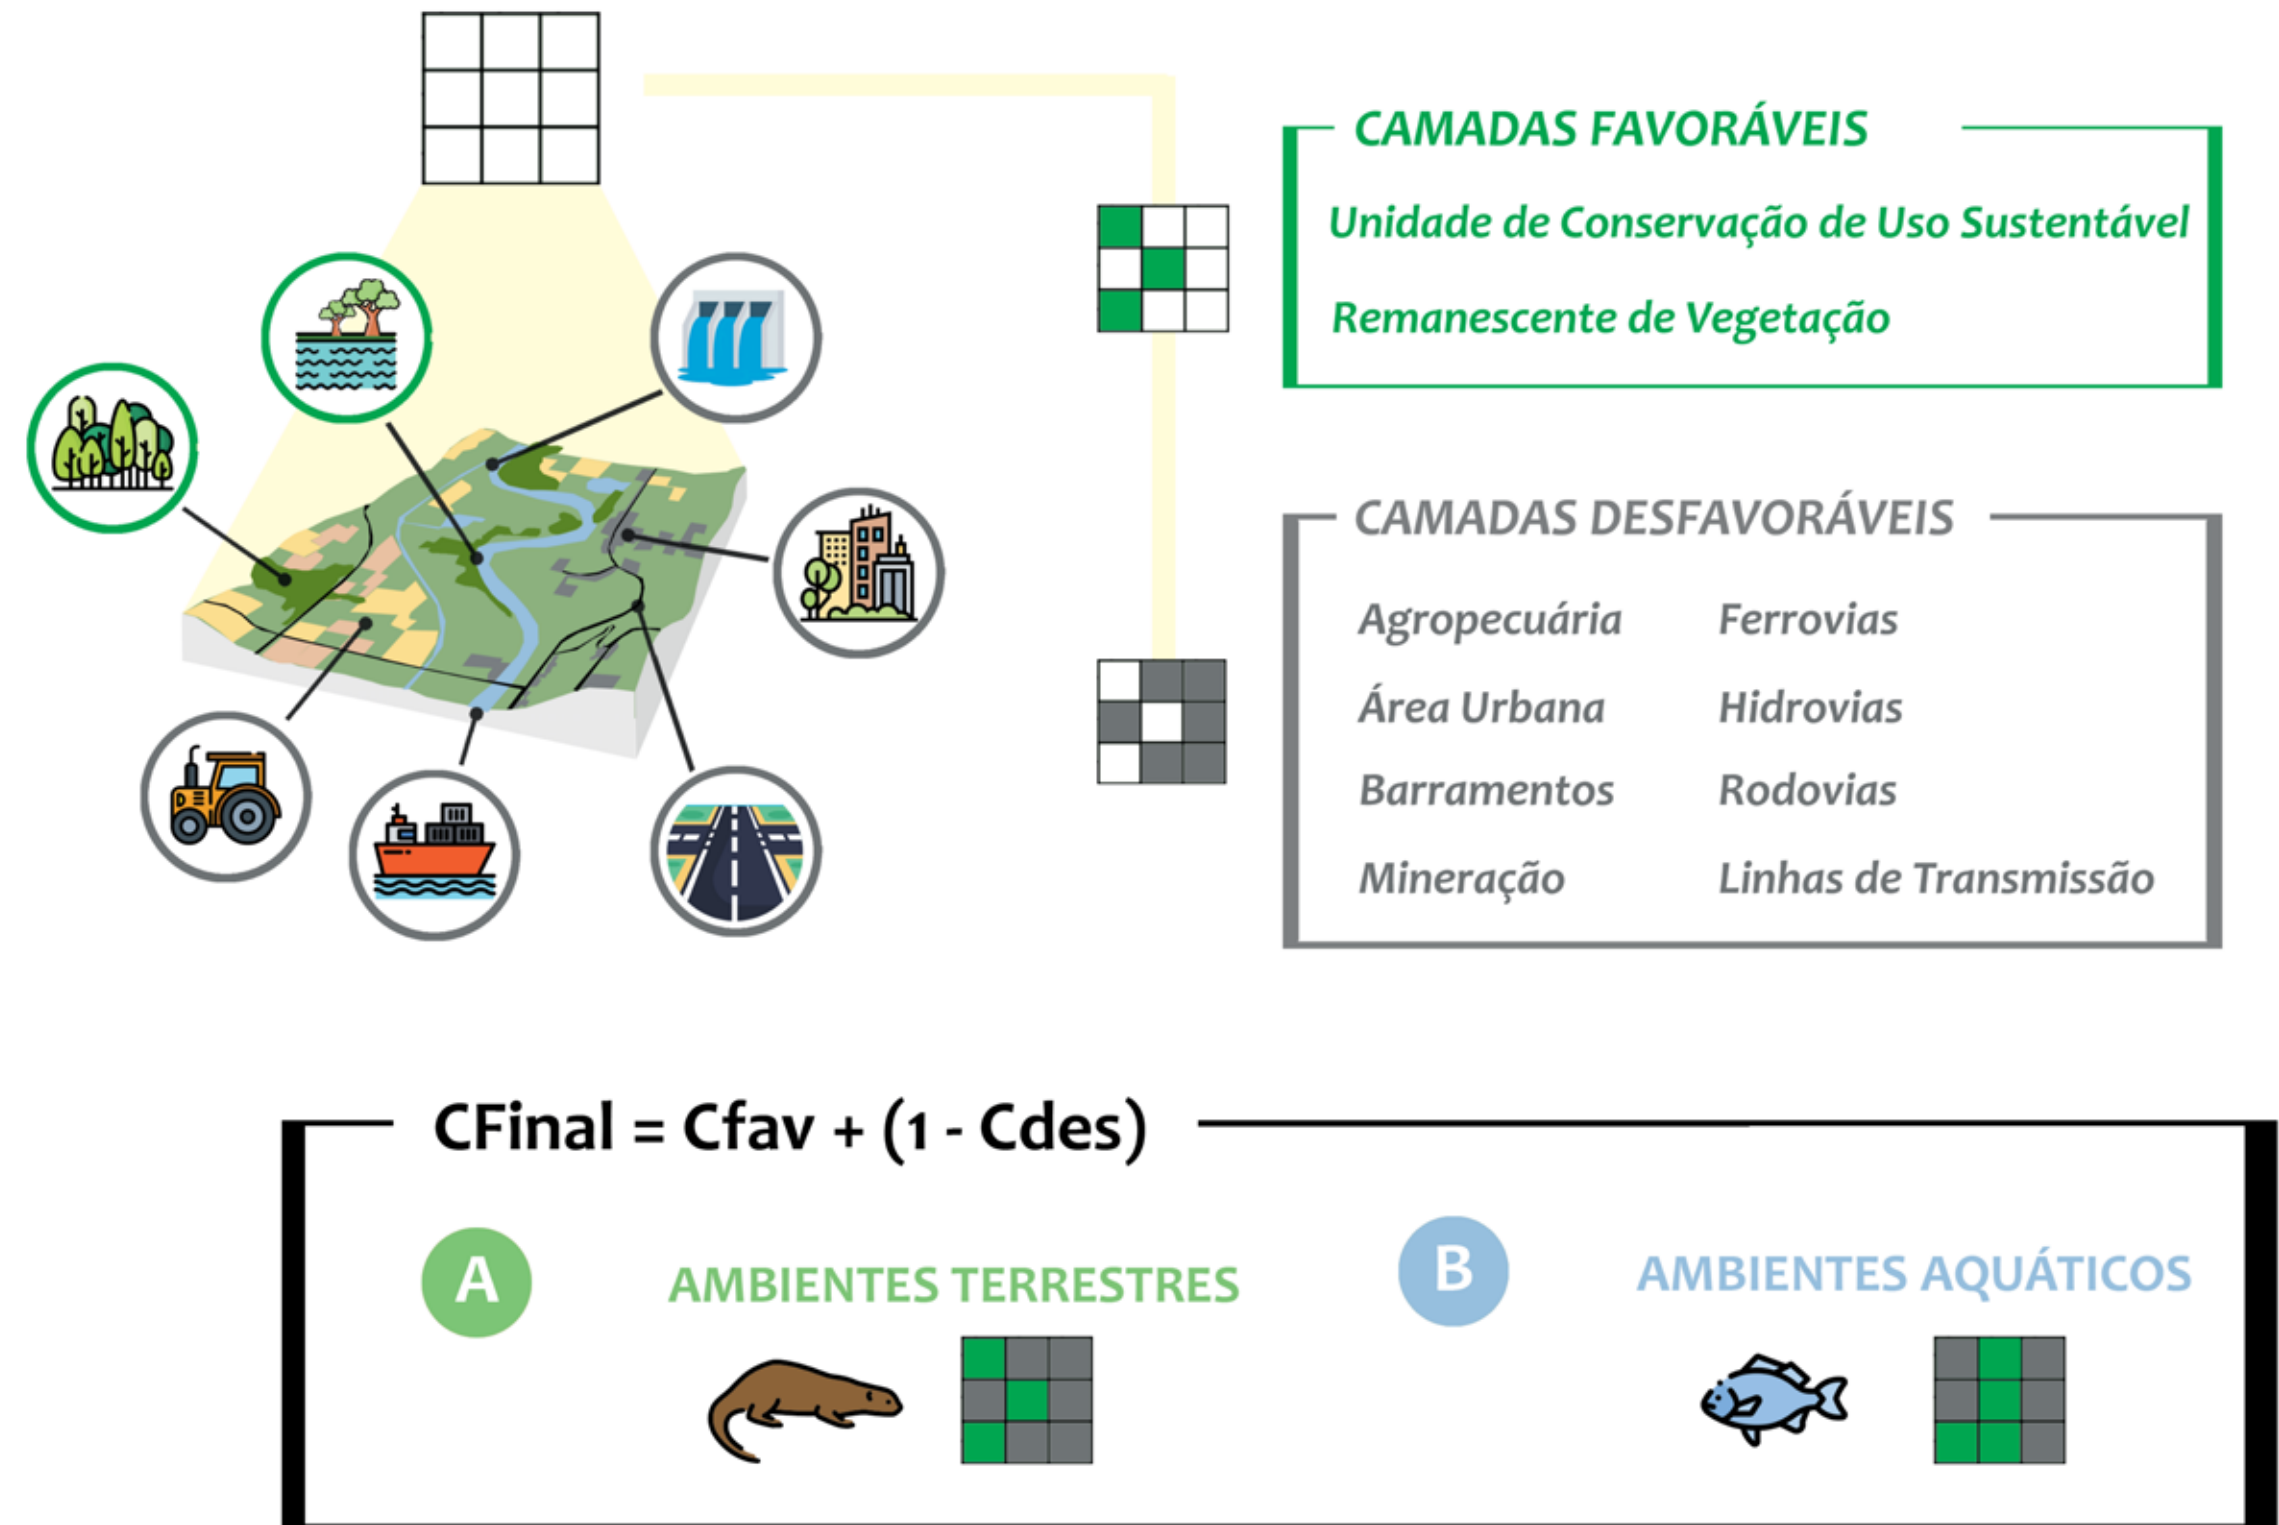 CAMADAS FAVORÁVEIS
Unidade de Conservação de Uso Sustentável
Remanescente de Vegetação
CAMADAS DESFAVORÁVEIS
Agropecuária Ferrovias
Área Urbana Hidrovias
Barramentos Rodovias
Mineração Linhas de Transmissão
CFinal = Cfav + (1 - Cdes)
A AMBIENTES TERRESTRES
B AMBIENTES AQUÁTICOS